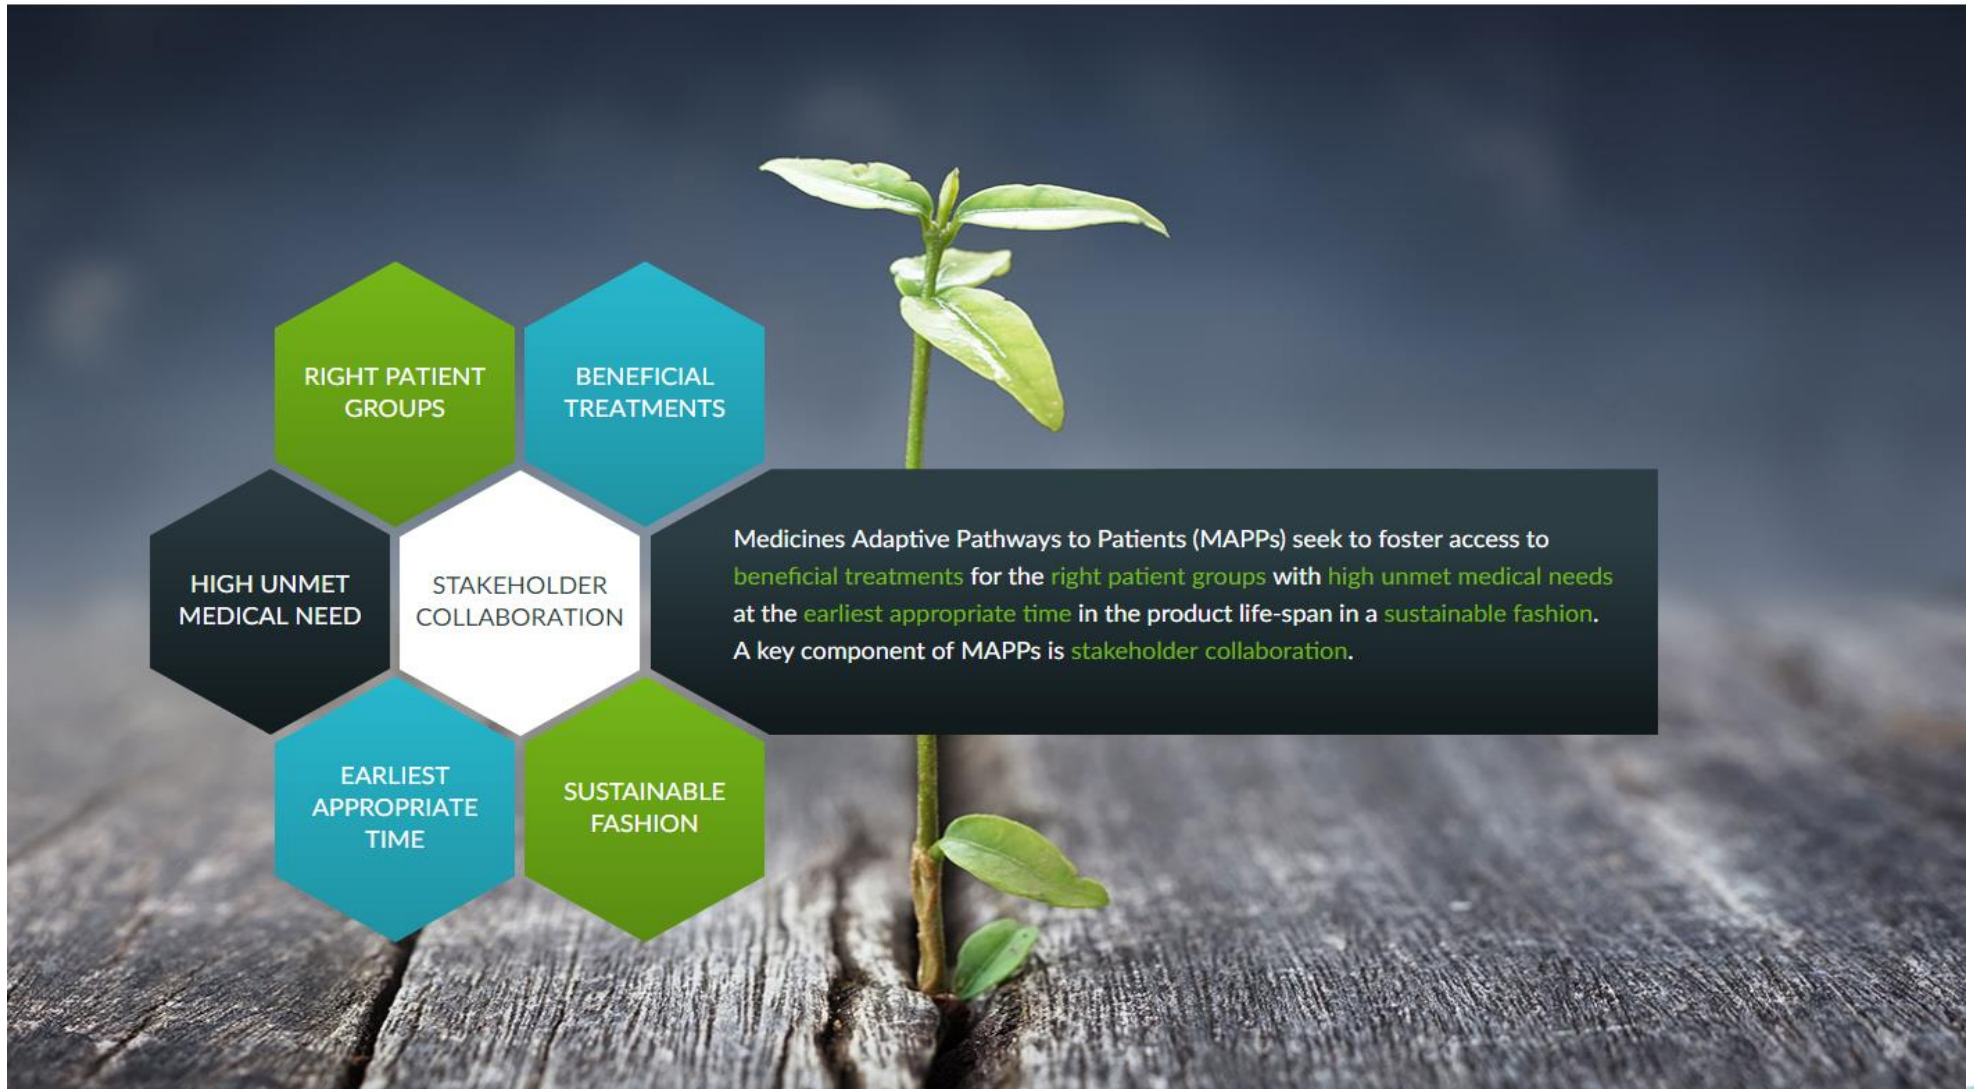 RIGHT PATIENT
GROUPS
BENEFICIAL
TREATMENTS
HIGH UNMET
MEDICAL NEED
STAKEHOLDER
COLLABORATION
Medicines Adaptive Pathways to Patients (MAPPs) seek to foster access to
beneficial treatments for the right patient groups with high unmet medical needs
at the earliest appropriate time in the product life-span in a sustainable fashion.
A key component of MAPPs is stakeholder collaboration.
EARLIEST
APPROPRIATE
TIME
SUSTAINABLE
FASHION